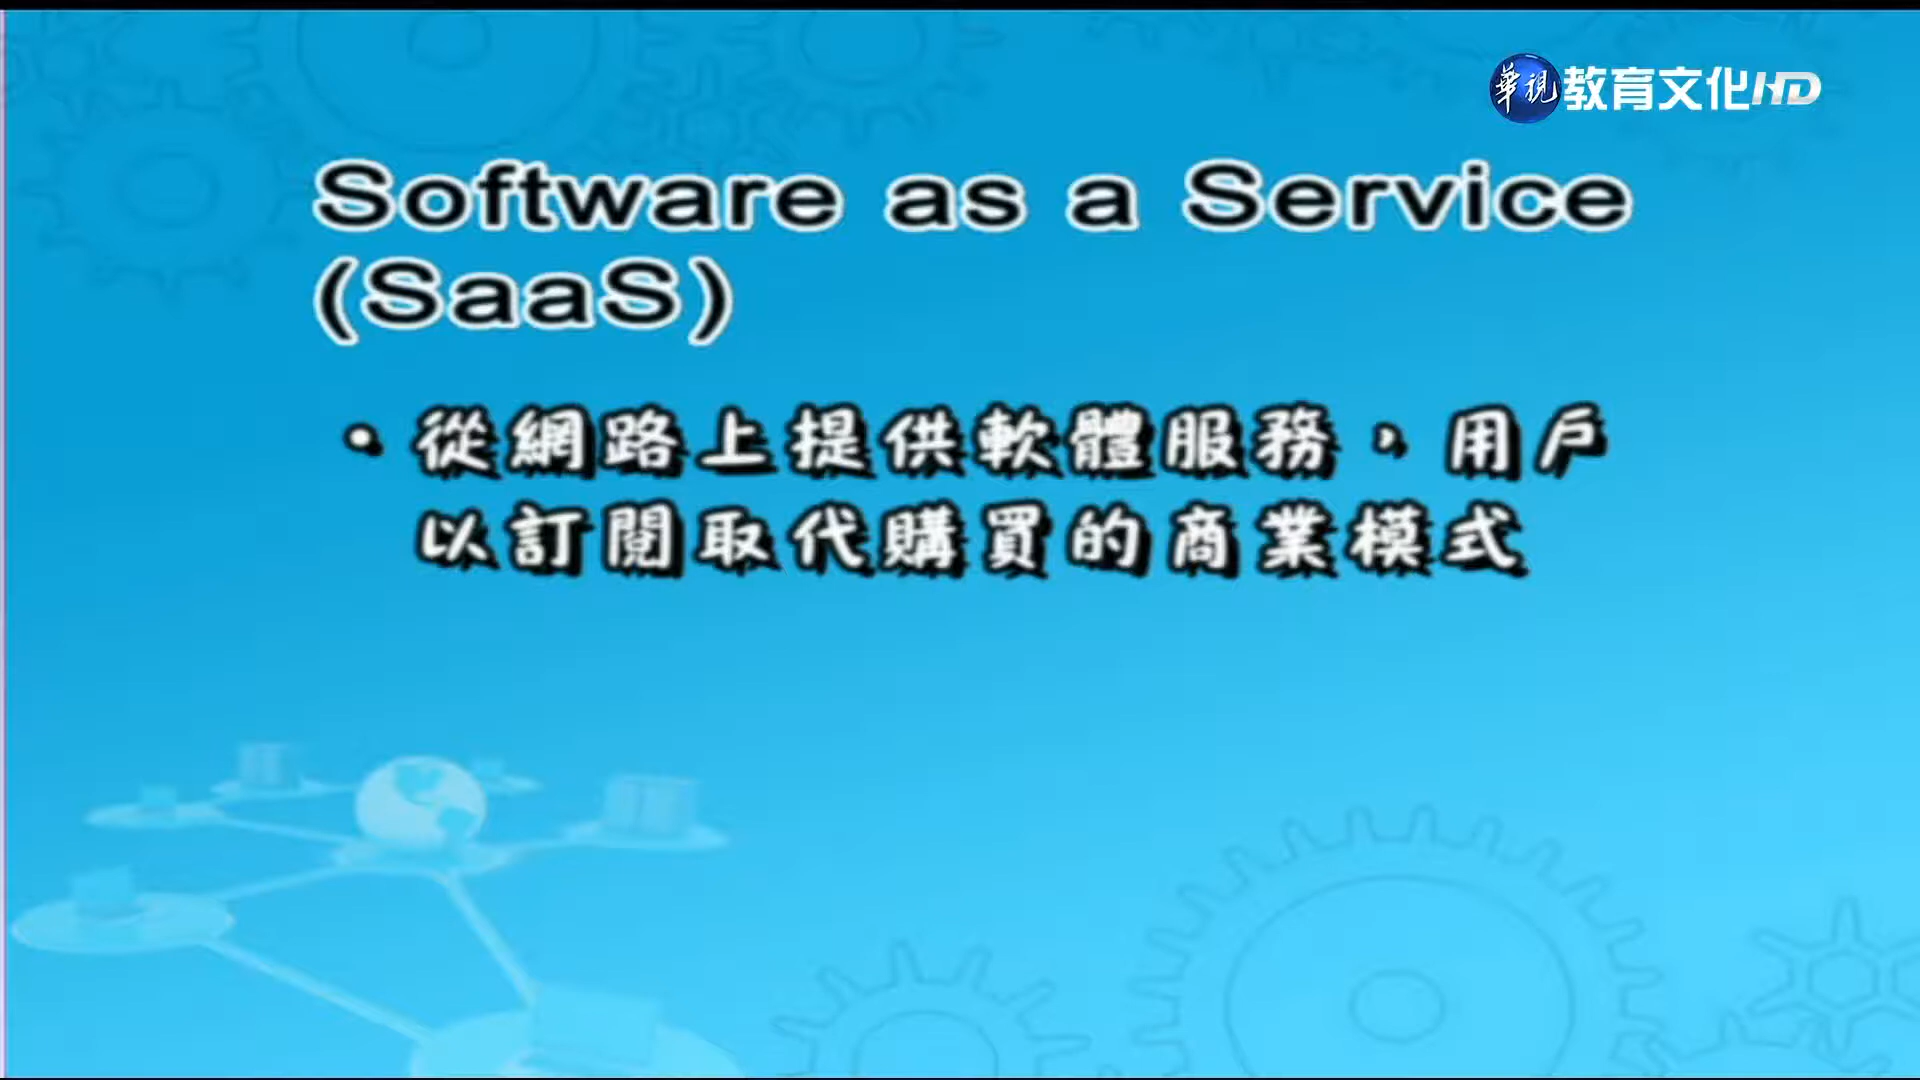 華視教育文化HD
Software as a Service
(SaaS)
・從網路上提供軟體服務，用戶
以訂閱取代購買的商業模式